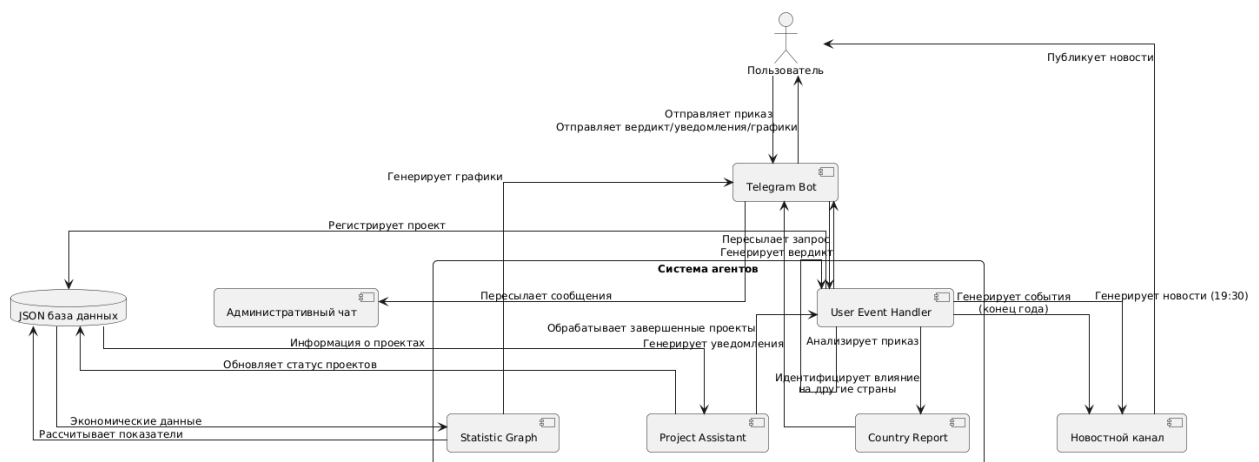 Публикует новости
Пользователь
Отправляет приказ
Отправляет вердикт/уведомления/графики
Генерирует графики
Telegram Bot
Регистрирует проект
Пересылает запрос
Генерирует вердикт
Система агентов
JSON база данных
Административный чат
Пересылает сообщения
User Event Handler
Генерирует события
(конец года)
Генерирует новости (19:30)
Обрабатывает завершенные проекты
Информация о проектах
Генерирует уведомления
Анализирует приказ
Обновляет статус проектов
Идентифицирует влияние
на другие страны
Экономические данные
Рассчитывает показатели
Statistic Graph
Project Assistant
Country Report
Новостной канал